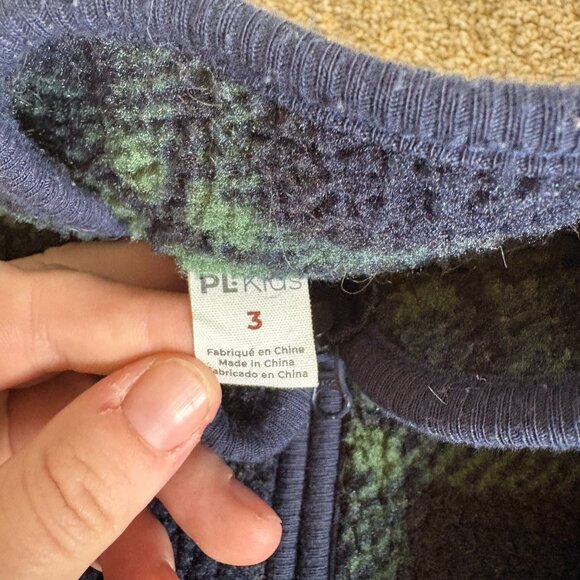 PL·Kids
3
Fabriqué en Chine
Made in China
Fabricado en China